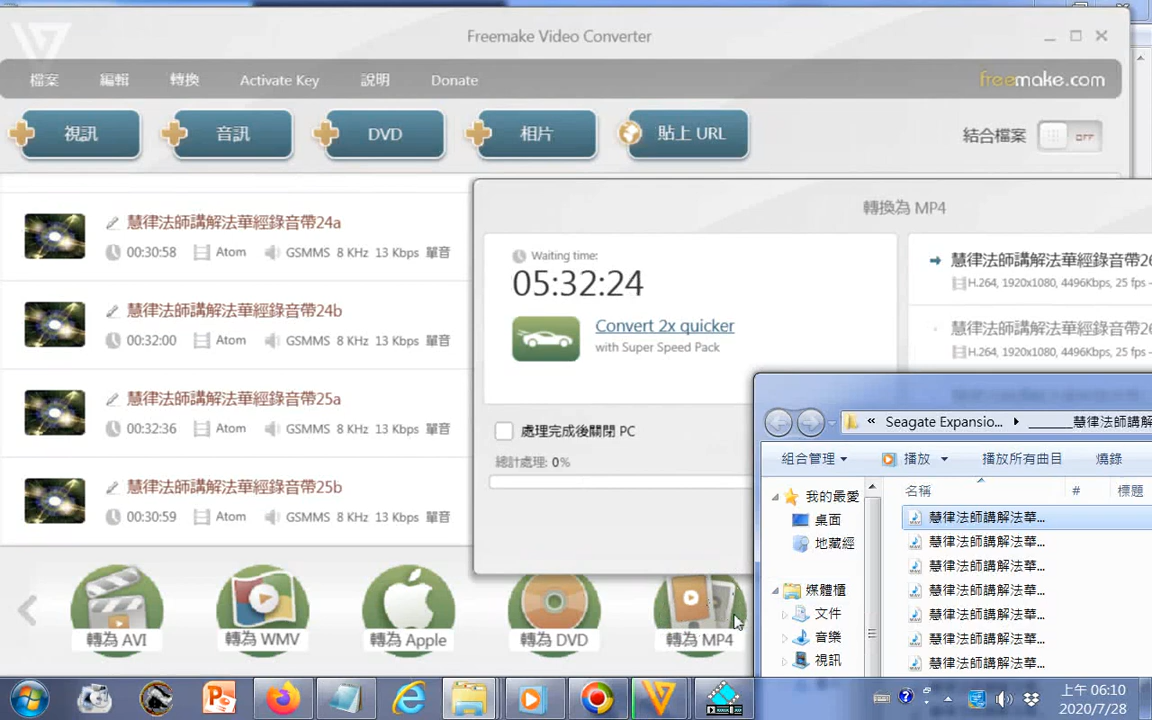 Freemake Video Converter
檔案 編輯 轉換 Activate Key 說明 Donate freemake.com
視訊 音訊 DVD 相片 貼上 URL 結合檔案 OFF
慧律法師講解法華經錄音帶24a
00:30:58 Atom GSMMS 8 KHz 13 Kbps 單音
慧律法師講解法華經錄音帶24b
00:32:00 Atom GSMMS 8 KHz 13 Kbps 單音
慧律法師講解法華經錄音帶25a
00:32:36 Atom GSMMS 8 KHz 13 Kbps 單音
慧律法師講解法華經錄音帶25b
00:30:59 Atom GSMMS 8 KHz 13 Kbps 單音
轉換為 MP4
Waiting time:
05:32:24
Convert 2x quicker
with Super Speed Pack
處理完成後關閉 PC
總計處理: 0%
慧律法師講解法華經錄音帶2
H.264, 1920x1080, 4496Kbps, 25 fps
慧律法師講解法華經錄音帶2
H.264, 1920x1080, 4496Kbps, 25 fps
« Seagate Expansio... ▸ _______慧律法師講解
組合管理 播放 播放所有曲目 燒錄
名稱 # 標題
我的最愛
桌面
地藏經
媒體櫃
文件
音樂
視訊
慧律法師講解法華...
慧律法師講解法華...
慧律法師講解法華...
慧律法師講解法華...
慧律法師講解法華...
慧律法師講解法華...
慧律法師講解法華...
轉為 AVI 轉為 WMV 轉為 Apple 轉為 DVD 轉為 MP4
上午 06:10
2020/7/28